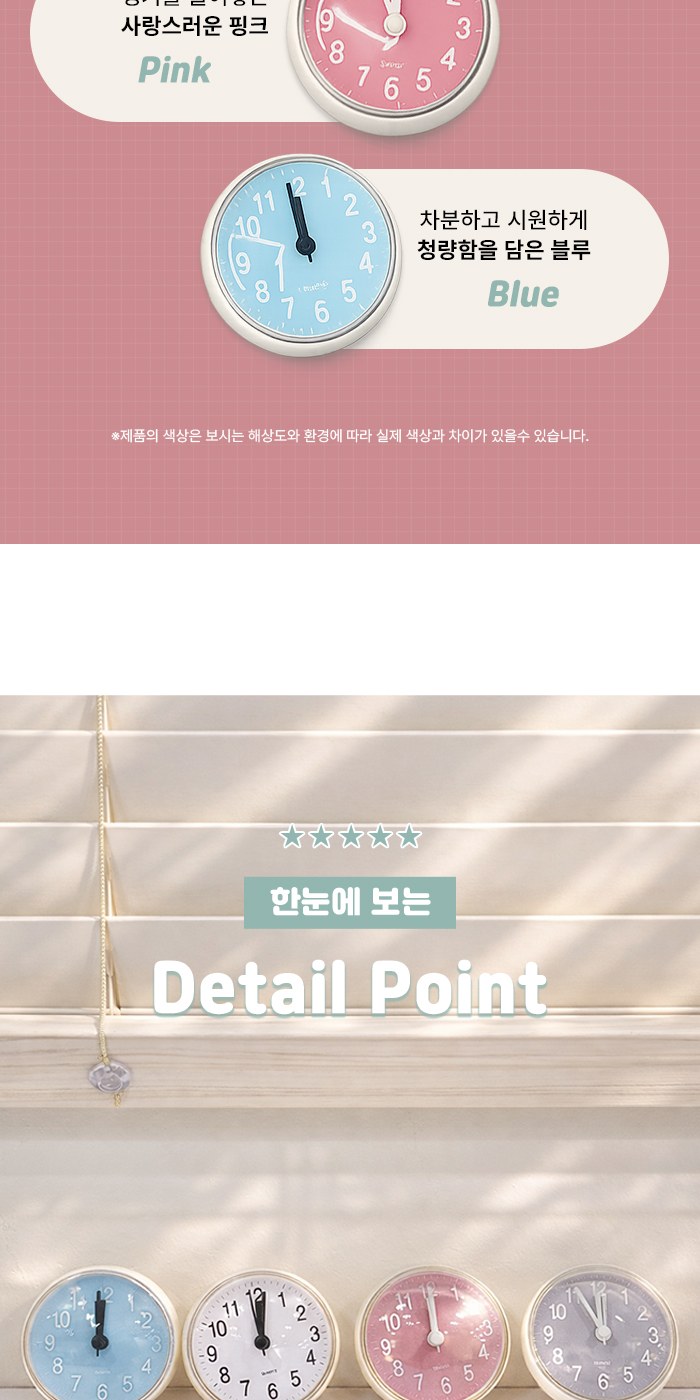 사랑스러운 핑크
Pink
차분하고 시원하게
청량함을 담은 블루
Blue
※제품의 색상은 보시는 해상도와 환경에 따라 실제 색상과 차이가 있을수 있습니다.
한눈에 보는
Detail Point